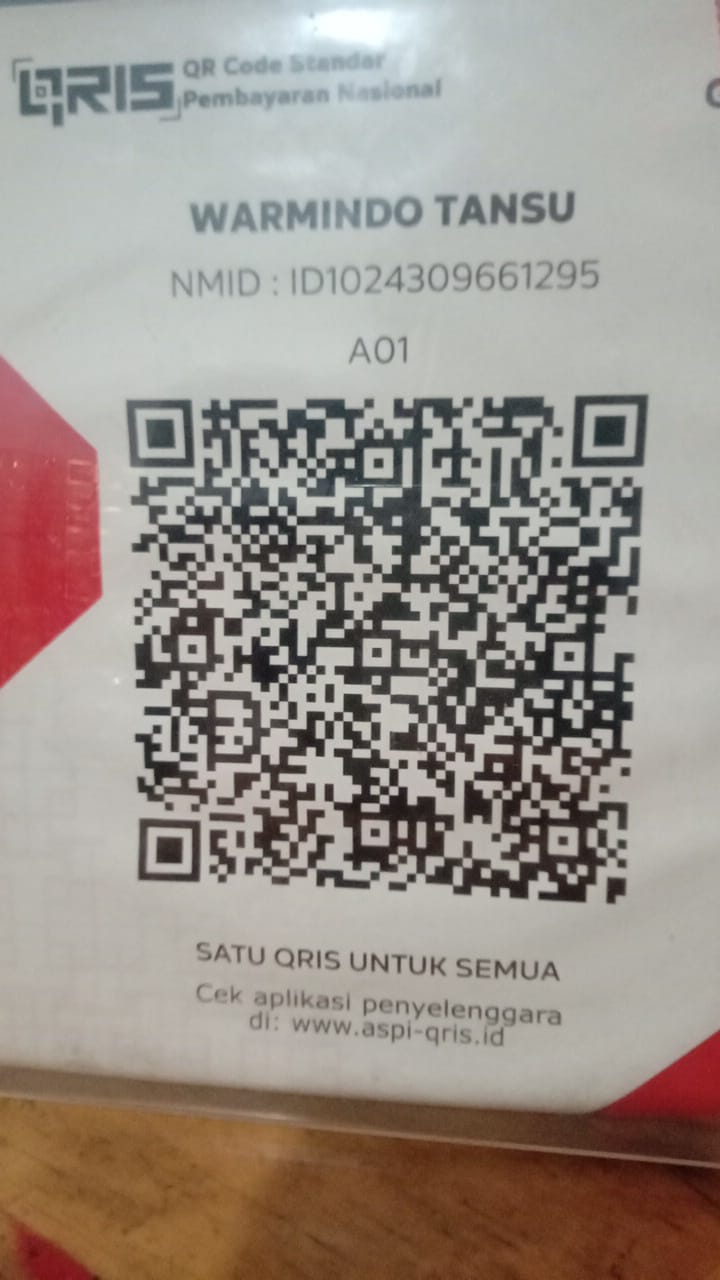 QRIS QR Code Standar
Pembayaran Nasional
WARMINDO TANSU
NMID : ID1024309661295
A01
SATU QRIS UNTUK SEMUA
Cek aplikasi penyelenggara
di: www.aspi-qris.id